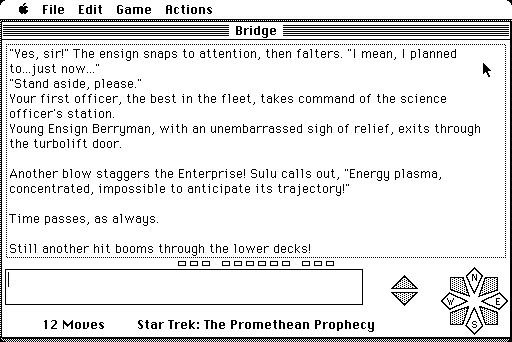 File Edit Game Actions
Bridge
"Yes, sir!" The ensign snaps to attention, then falters. "I mean, I planned
to...just now..."
"Stand aside, please."
Your first officer, the best in the fleet, takes command of the science
officer's station.
Young Ensign Berryman, with an unembarrassed sigh of relief, exits through
the turbolift door.
Another blow staggers the Enterprise! Sulu calls out, "Energy plasma,
concentrated, impossible to anticipate its trajectory!"
Time passes, as always.
Still another hit booms through the lower decks!
N
W E
S
12 Moves Star Trek: The Promethean Prophecy